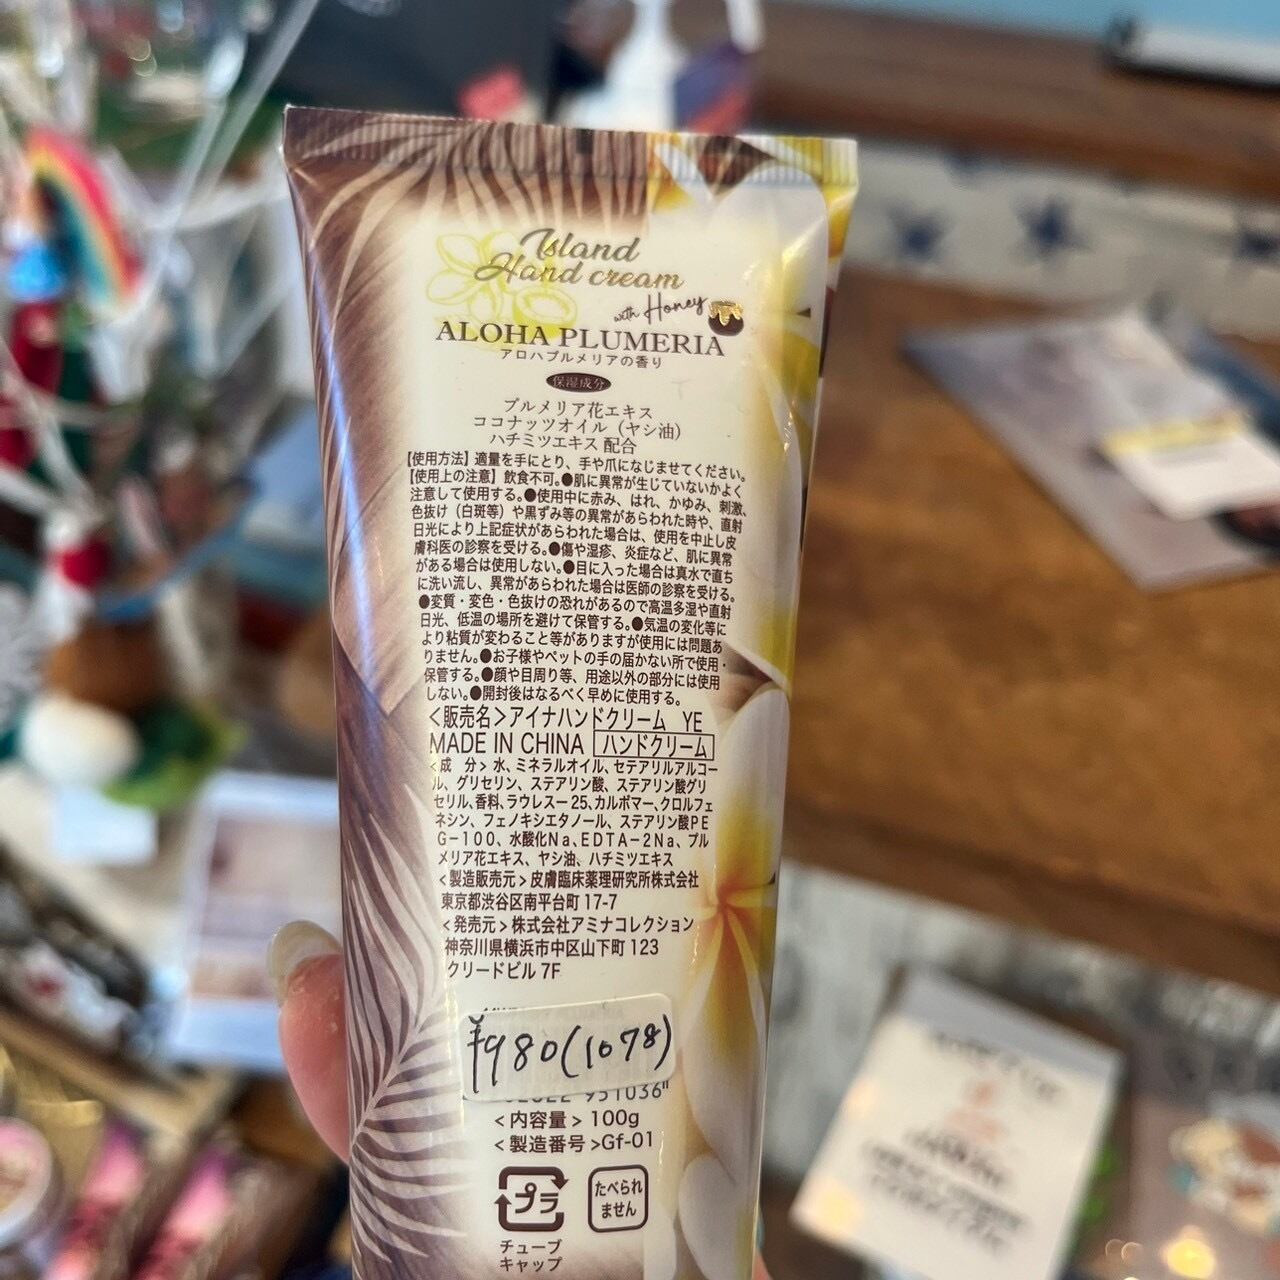 Island
Hand cream
with Honey
ALOHA PLUMERIA
アロハプルメリアの香り
保湿成分
プルメリア花エキス
ココナッツオイル（ヤシ油）
ハチミツエキス 配合
【使用方法】適量を手にとり、手や爪になじませてください。
【使用上の注意】飲食不可。●肌に異常が生じていないかよく
注意して使用する。●使用中に赤み、はれ、かゆみ、刺激、
色抜け（白斑等）や黒ずみ等の異常があらわれた時や、直射
日光により上記症状があらわれた場合は、使用を中止し皮
膚科医の診察を受ける。●傷や湿疹、炎症など、肌に異常
がある場合は使用しない。●目に入った場合は真水で直ち
に洗い流し、異常があらわれた場合は医師の診察を受ける。
●変質・変色・色抜けの恐れがあるので高温多湿や直射
日光、低温の場所を避けて保管する。●気温の変化等に
より粘質が変わること等がありますが使用には問題あ
りません。●お子様やペットの手の届かない所で使用・
保管する。●顔や目周り等、用途以外の部分には使用
しない。●開封後はなるべく早めに使用する。
＜販売名＞アイナハンドクリーム YE
MADE IN CHINA ハンドクリーム
＜成 分＞水、ミネラルオイル、セテアリルアルコー
ル、グリセリン、ステアリン酸、ステアリン酸グリ
セリル、香料、ラウレスー25、カルボマー、クロルフェ
ネシン、フェノキシエタノール、ステアリン酸PE
G−100、水酸化Na、EDTA−2Na、プル
メリア花エキス、ヤシ油、ハチミツエキス
＜製造販売元＞皮膚臨床薬理研究所株式会社
東京都渋谷区南平台町 17-7
＜発売元＞株式会社アミナコレクション
神奈川県横浜市中区山下町 123
クリードビル 7F
¥980(1078)
951036"
＜内容量＞100g
＜製造番号＞Gf-01
プラ
たべられ
ません
チューブ
キャップ